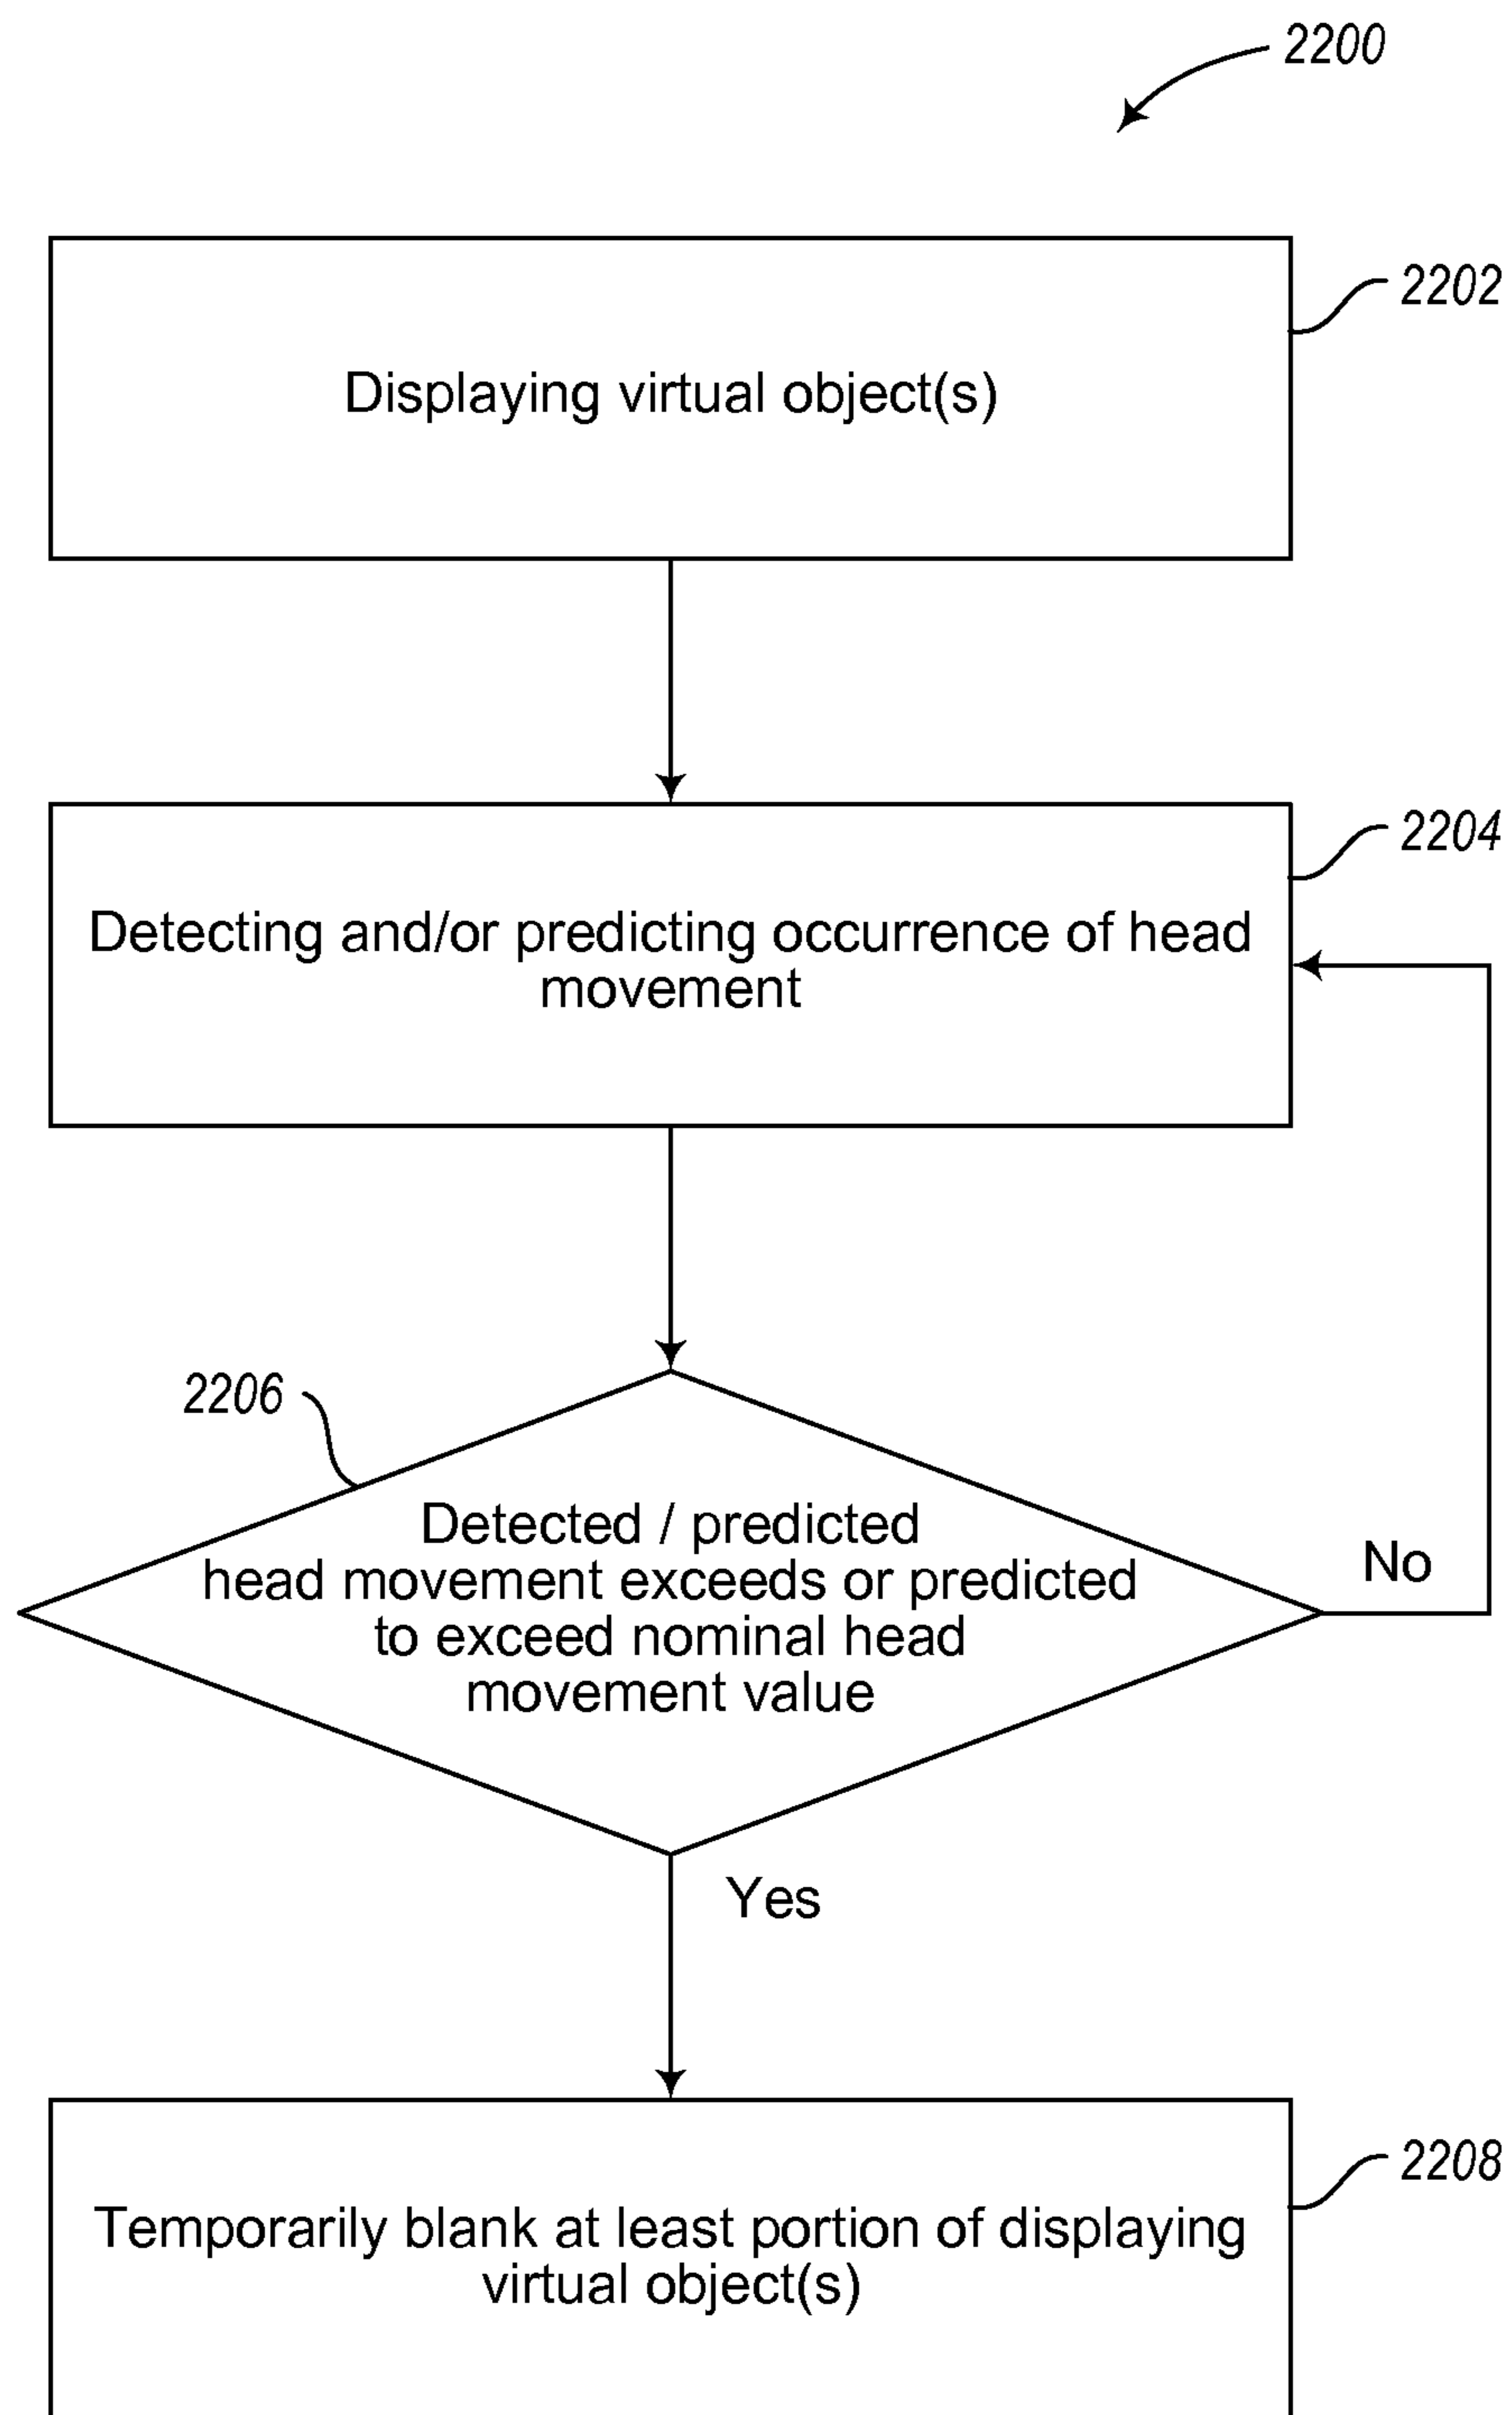 2200
2202
Displaying virtual object(s)
2204
Detecting and/or predicting occurrence of head
movement
2206
Detected / predicted
head movement exceeds or predicted
to exceed nominal head
movement value
No
Yes
2208
Temporarily blank at least portion of displaying
virtual object(s)